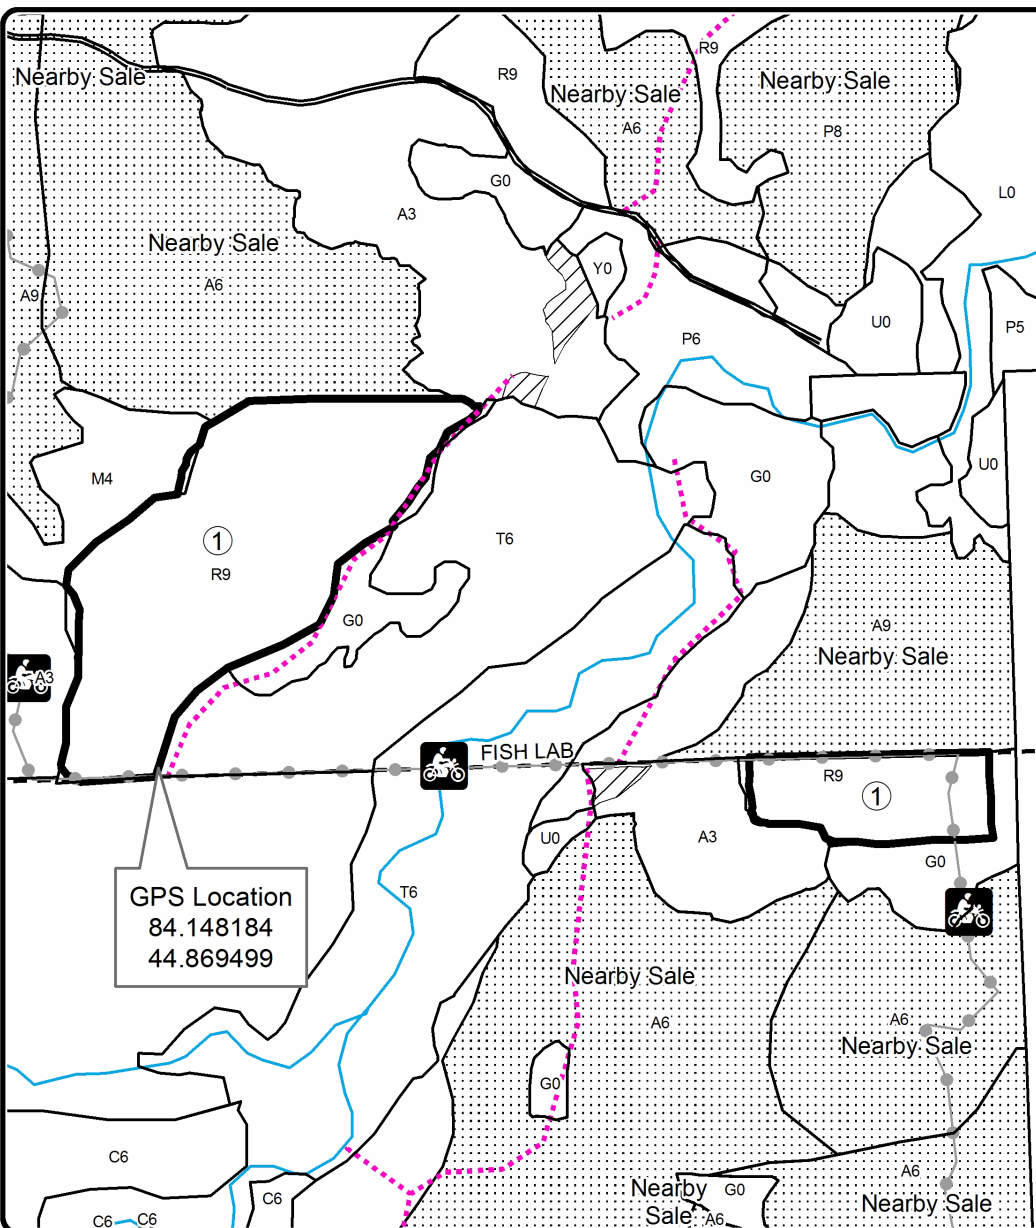 R9
R9
Nearby Sale
Nearby Sale
Nearby Sale
A6
P8
G0
L0
A3
Nearby Sale
Y0
A6
A9
U0
P5
P6
M4
G0
U0
1
T6
R9
G0
A9
Nearby Sale
A3
FISH LAB
R9
1
U0
A3
G0
T6
GPS Location
84.148184
44.869499
Nearby Sale
A6
A6
Nearby Sale
G0
C6
A6
C6
G0
Nearby
Sale
Nearby Sale
C6
C6
A6